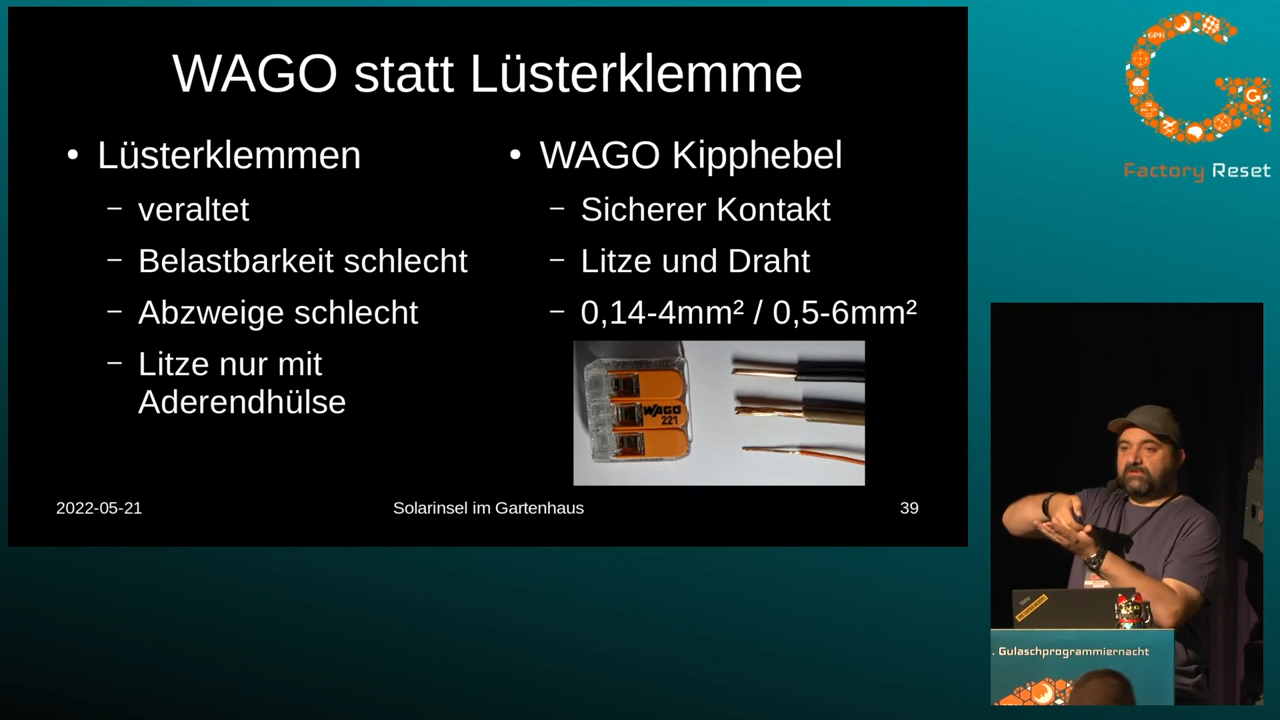 WAGO statt Lüsterklemme
• Lüsterklemmen
– veraltet
– Belastbarkeit schlecht
– Abzweige schlecht
– Litze nur mit
Aderendhülse
• WAGO Kipphebel
– Sicherer Kontakt
– Litze und Draht
– 0,14-4mm² / 0,5-6mm²
WAGO
221
2022-05-21
Solarinsel im Gartenhaus
39
GPN
G
Factory Reset
. Gulaschprogrammiernacht